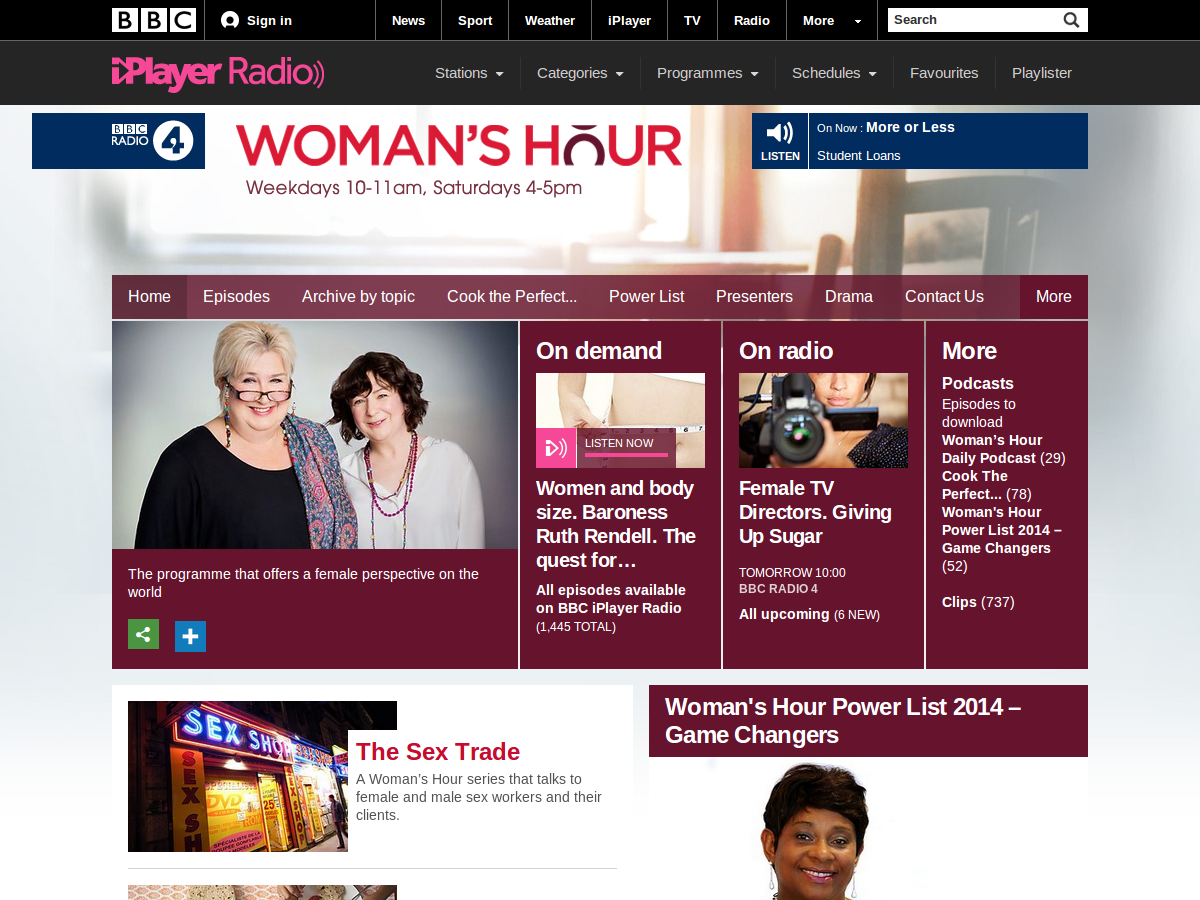 BBC
Sign in
News
Sport
Weather
iPlayer
TV
Radio
More
Search
iPlayer Radio
Stations
Categories
Programmes
Schedules
Favourites
Playlister
BBC
RADIO
4
WOMAN'S HOUR
Weekdays 10-11am, Saturdays 4-5pm
LISTEN
On Now : More or Less
Student Loans
Home
Episodes
Archive by topic
Cook the Perfect...
Power List
Presenters
Drama
Contact Us
More
The programme that offers a female perspective on the
world
On demand
LISTEN NOW
Women and body
size. Baroness
Ruth Rendell. The
quest for…
All episodes available
on BBC iPlayer Radio
(1,445 TOTAL)
On radio
Female TV
Directors. Giving
Up Sugar
TOMORROW 10:00
BBC RADIO 4
All upcoming (6 NEW)
More
Podcasts
Episodes to
download
Woman’s Hour
Daily Podcast (29)
Cook The
Perfect... (78)
Woman's Hour
Power List 2014 –
Game Changers
(52)
Clips (737)
SEX SHOP
SEX SHOP
DVD
25
The Sex Trade
A Woman’s Hour series that talks to
female and male sex workers and their
clients.
Woman's Hour Power List 2014 –
Game Changers